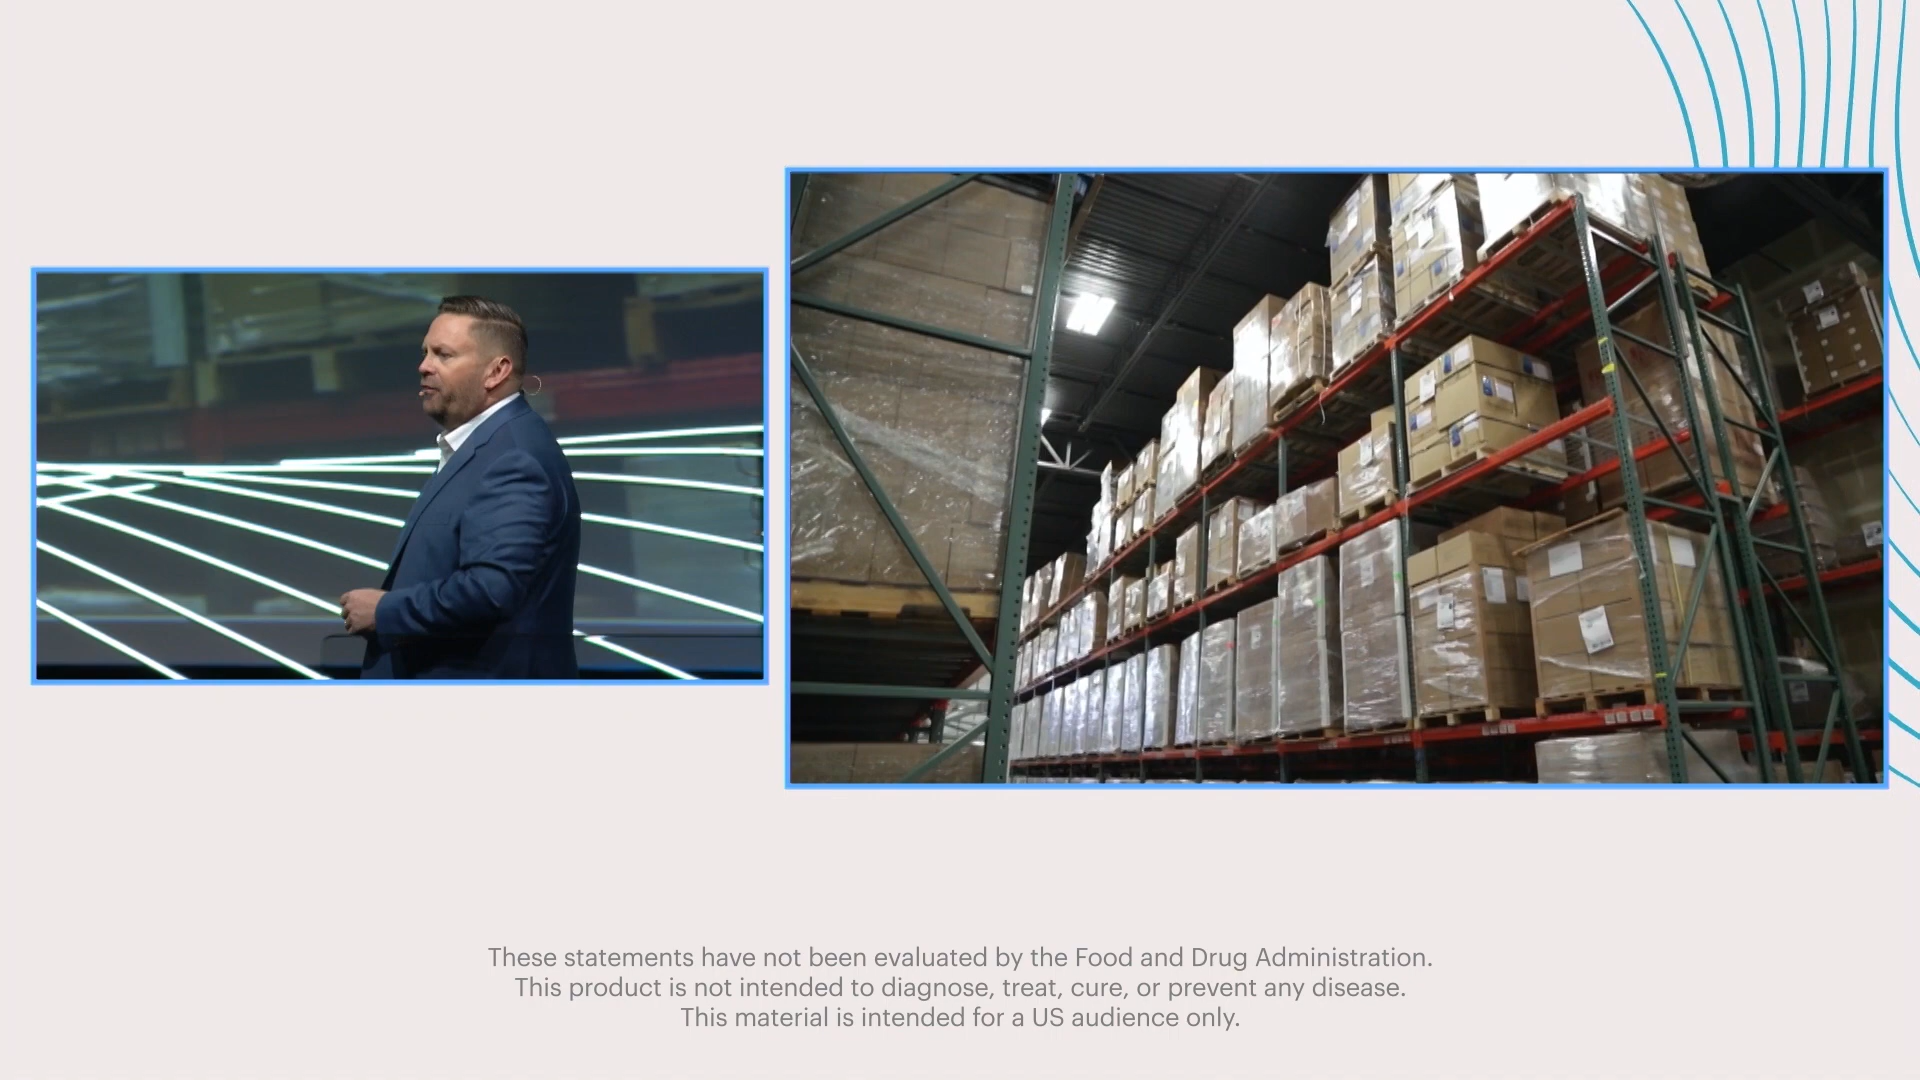 These statements have not been evaluated by the Food and Drug Administration.
This product is not intended to diagnose, treat, cure, or prevent any disease.
This material is intended for a US audience only.